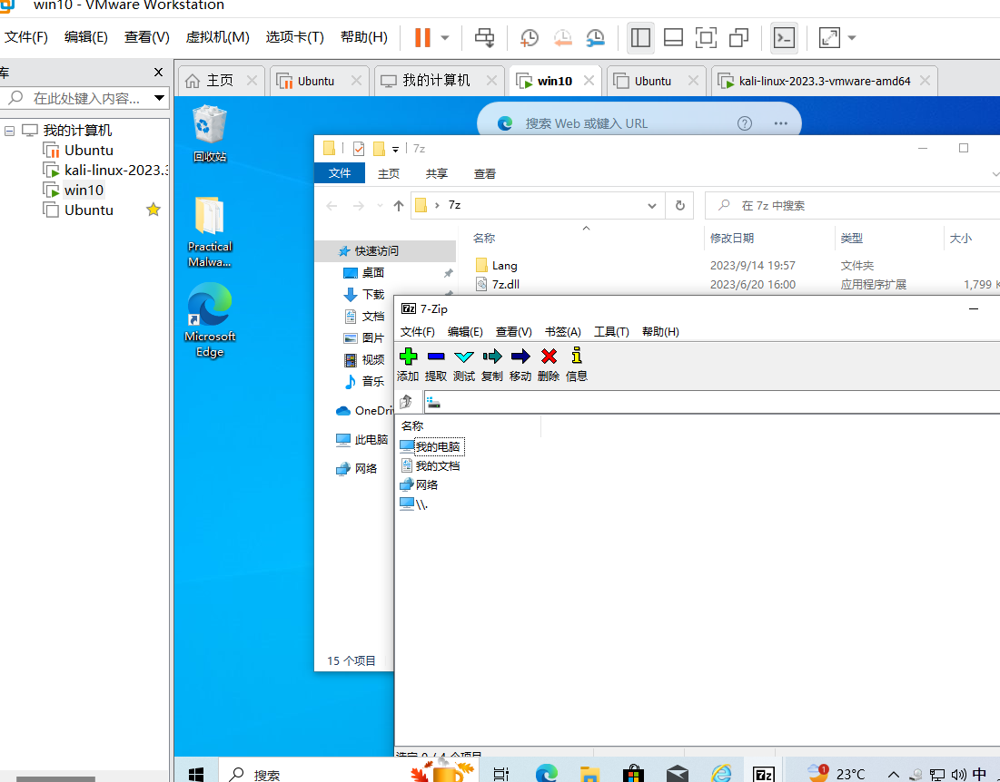 win10 - VMware Workstation
文件(F) 编辑(E) 查看(V) 虚拟机(M) 选项卡(T) 帮助(H)
库
主页 Ubuntu 我的计算机 win10 Ubuntu kali-linux-2023.3-vmware-amd64
在此处键入内容...
我的计算机
Ubuntu
kali-linux-2023.3
win10
Ubuntu
回收站
搜索 Web 或键入 URL
Practical
Malwa...
Microsoft
Edge
7z
文件 主页 共享 查看
7z
在 7z 中搜索
名称 修改日期 类型 大小
快速访问
桌面
下载
文档
图片
视频
音乐
此电脑
网络
Lang 2023/9/14 19:57 文件夹
7z.dll 2023/6/20 16:00 应用程序扩展 1,799
15 个项目
7z 7-Zip
文件(F) 编辑(E) 查看(V) 书签(A) 工具(T) 帮助(H)
添加 提取 测试 复制 移动 删除 信息
名称
我的电脑
我的文档
网络
\\.
选定 0 / 4 个项目
搜索
7z
1
23°C
中